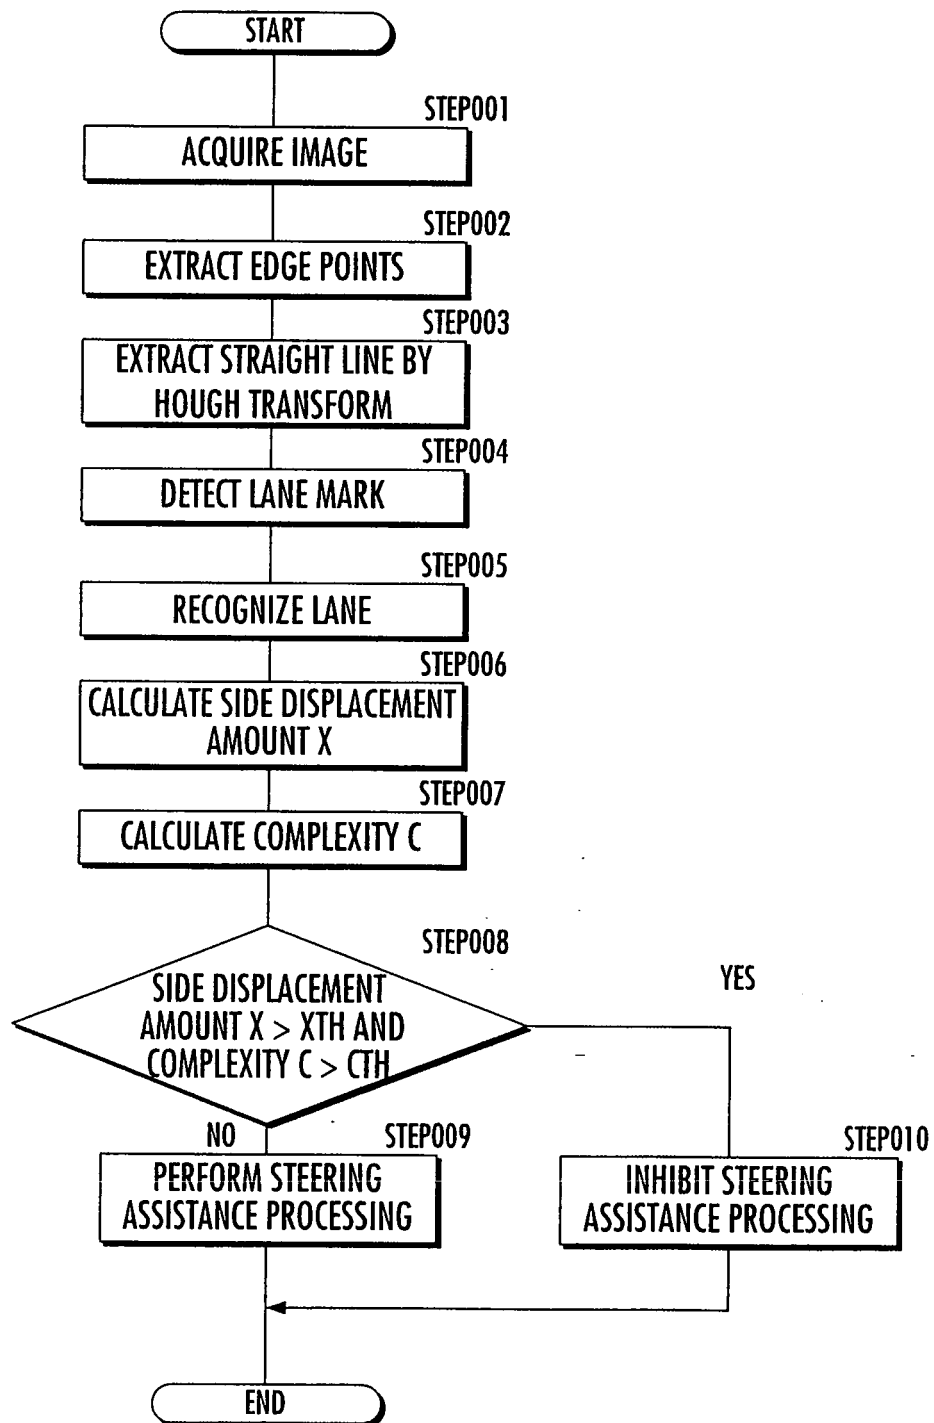 START
STEP001
ACQUIRE IMAGE
STEP002
EXTRACT EDGE POINTS
STEP003
EXTRACT STRAIGHT LINE BY
HOUGH TRANSFORM
STEP004
DETECT LANE MARK
STEP005
RECOGNIZE LANE
STEP006
CALCULATE SIDE DISPLACEMENT
AMOUNT X
STEP007
CALCULATE COMPLEXITY C
STEP008
SIDE DISPLACEMENT
AMOUNT X > XTH AND
COMPLEXITY C > CTH
YES
NO
STEP009
PERFORM STEERING
ASSISTANCE PROCESSING
STEP010
INHIBIT STEERING
ASSISTANCE PROCESSING
END